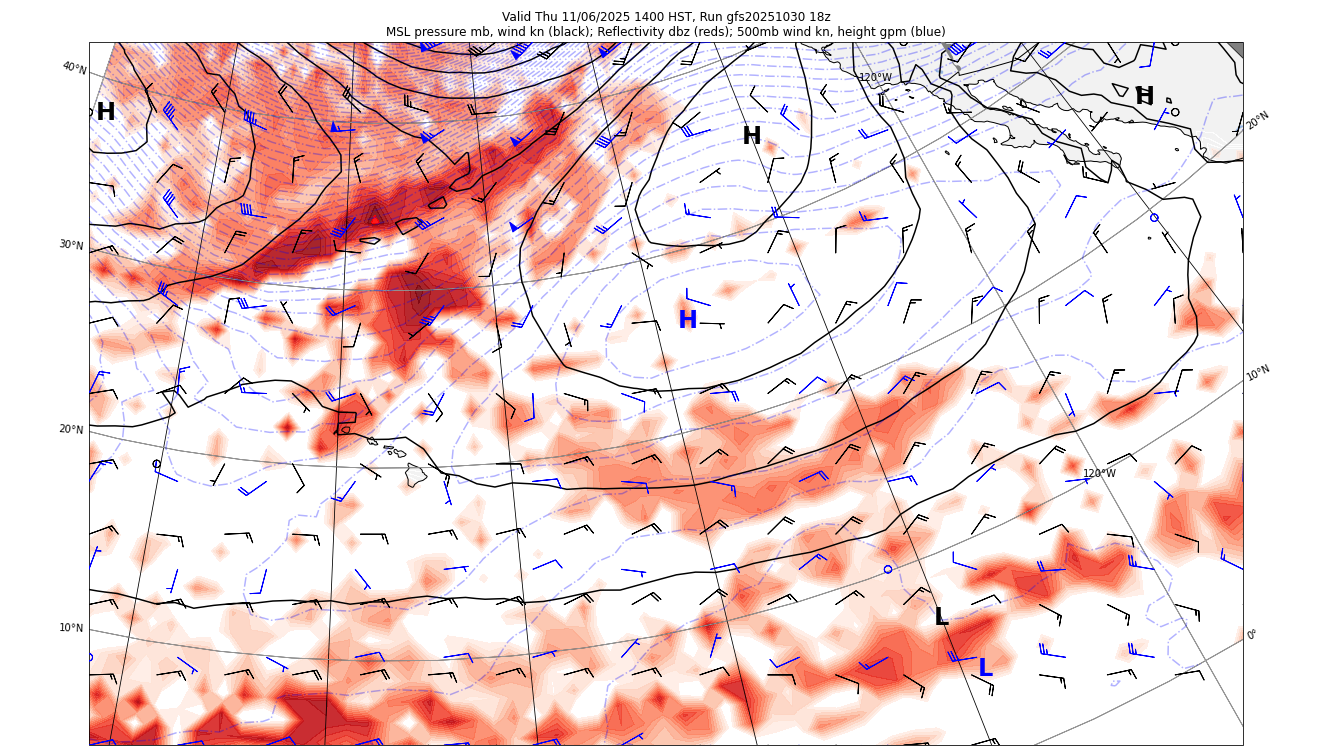 Valid Thu 11/06/2025 1400 HST, Run gfs20251030 18z
MSL pressure mb, wind kn (black); Reflectivity dbz (reds); 500mb wind kn, height gpm (blue)
40°N
120°W
H
H
H
20°N
30°N
H
10°N
20°N
120°W
10°N
L
0°
L